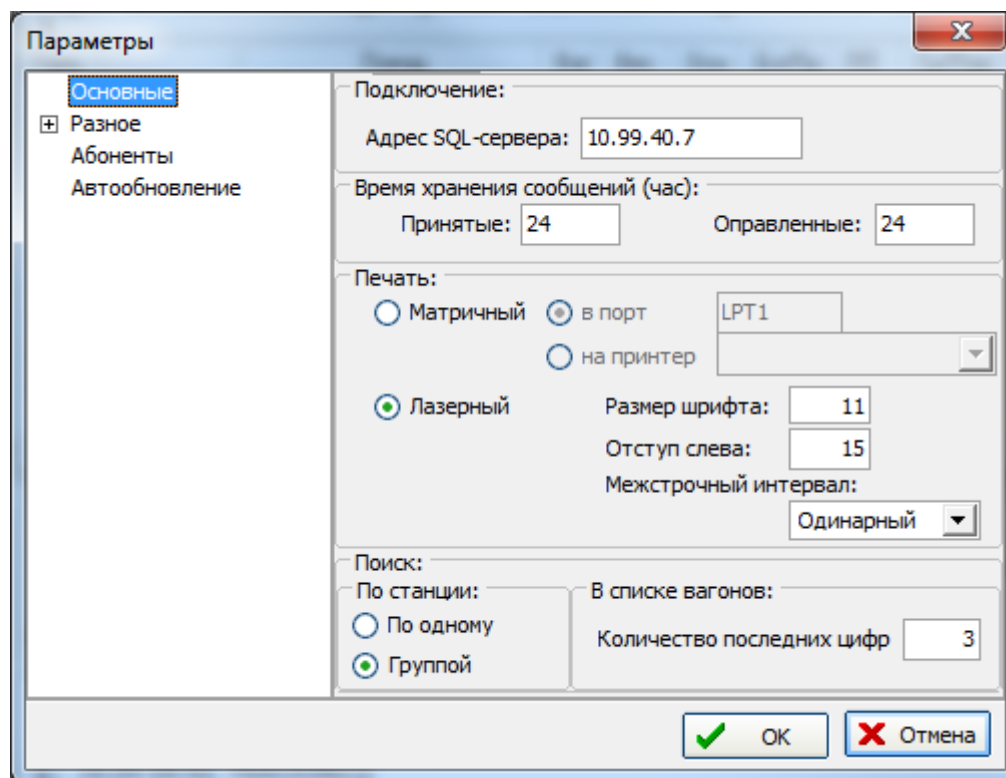 Параметры
Основные
Разное
Абоненты
Автообновление
Подключение:
Адрес SQL-сервера: 10.99.40.7
Время хранения сообщений (час):
Принятые: 24 Оправленные: 24
Печать:
Матричный в порт LPT1
на принтер
Лазерный Размер шрифта: 11
Отступ слева: 15
Межстрочный интервал:
Одинарный
Поиск:
По станции: В списке вагонов:
По одному
Количество последних цифр 3
Группой
OK Отмена